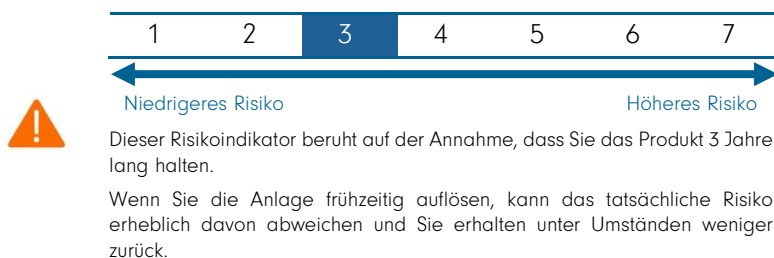 1 2 3 4 5 6 7
Niedrigeres Risiko Höheres Risiko
Dieser Risikoindikator beruht auf der Annahme, dass Sie das Produkt 3 Jahre
lang halten.
Wenn Sie die Anlage frühzeitig auflösen, kann das tatsächliche Risiko
erheblich davon abweichen und Sie erhalten unter Umständen weniger
zurück.